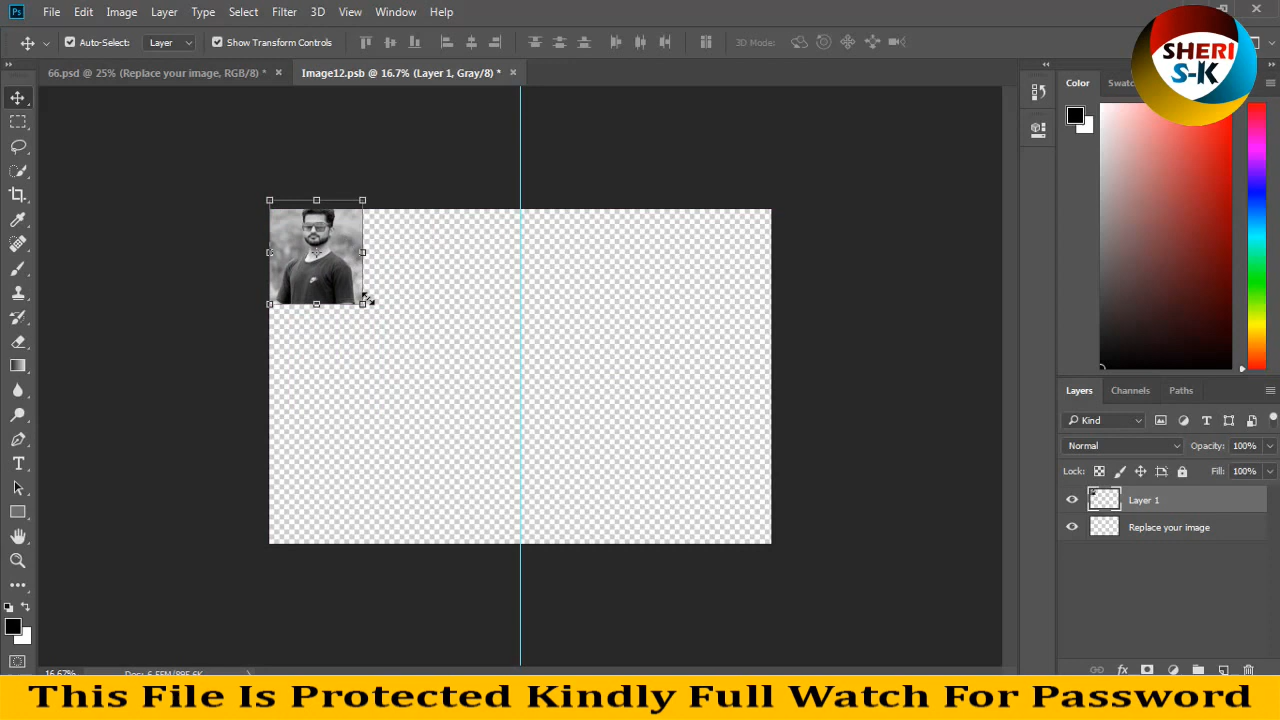 Ps File Edit Image Layer Type Select Filter 3D View Window Help
Auto-Select: Layer Show Transform Controls 3D Mode:
66.psd @ 25% (Replace your image, RGB/8) * Image12.psb @ 16.7% (Layer 1, Gray/8) *
SHERI
S-K
Color Swatc
Layers Channels Paths
Kind
Normal Opacity: 100%
Lock: Fill: 100%
Layer 1
Replace your image
fx
16.67% Doc: 6.55M/895.6K
This File Is Protected Kindly Full Watch For Password